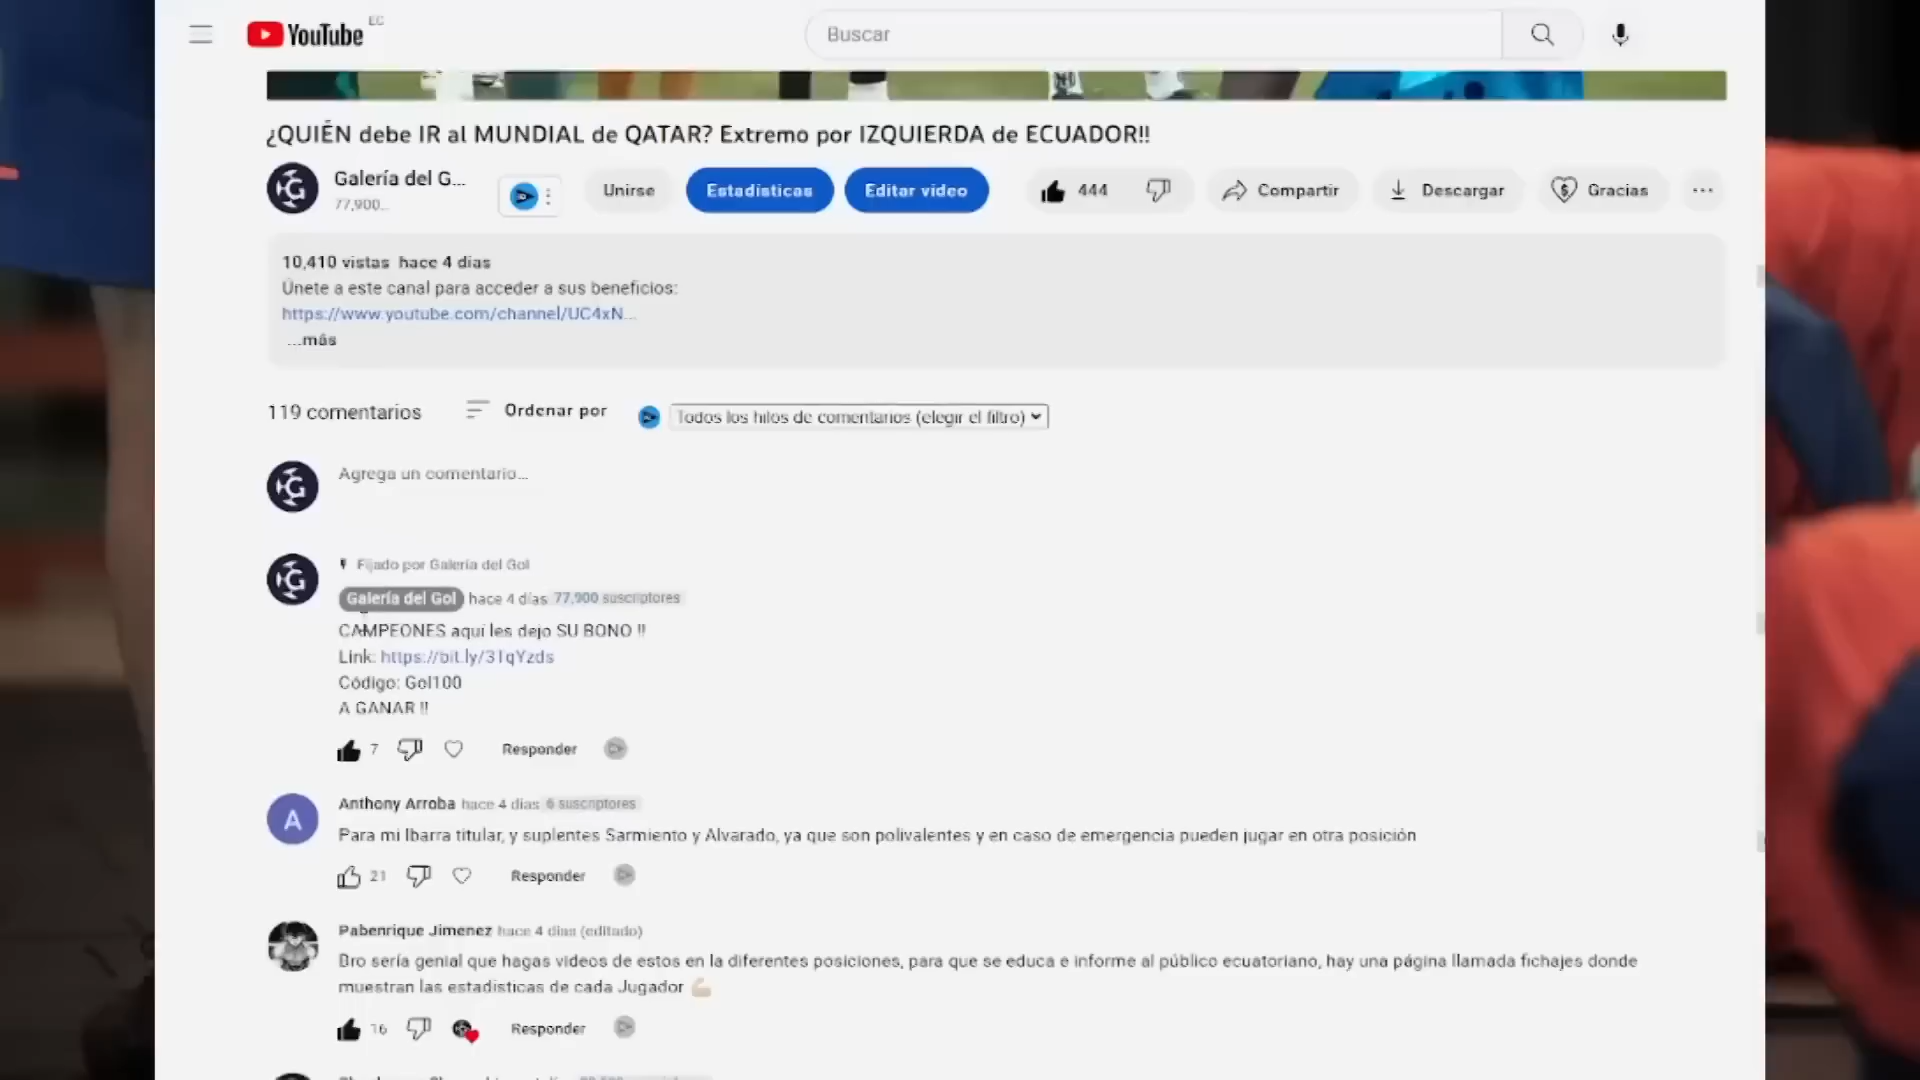 YouTube EC
Buscar
¿QUIÉN debe IR al MUNDIAL de QATAR? Extremo por IZQUIERDA de ECUADOR!!
Galería del G...
77,900...
Unirse
Estadísticas
Editar video
444
Compartir
Descargar
Gracias
10,410 vistas hace 4 días
Únete a este canal para acceder a sus beneficios:
https://www.youtube.com/channel/UC4xN...
...más
119 comentarios
Ordenar por
Todos los hilos de comentarios (elegir el filtro)
Agrega un comentario...
Fijado por Galería del Gol
Galería del Gol hace 4 días 77,900 suscriptores
CAMPEONES aquí les dejo SU BONO !!
Link: https://bit.ly/31qYzds
Código: Gol100
A GANAR !!
7
Responder
A
Anthony Arroba hace 4 días 6 suscriptores
Para mi Ibarra titular, y suplentes Sarmiento y Alvarado, ya que son polivalentes y en caso de emergencia pueden jugar en otra posición
21
Responder
Pabenrique Jimenez hace 4 días (editado)
Bro sería genial que hagas videos de estos en la diferentes posiciones, para que se educa e informe al público ecuatoriano, hay una página llamada fichajes donde
muestran las estadísticas de cada Jugador
16
Responder